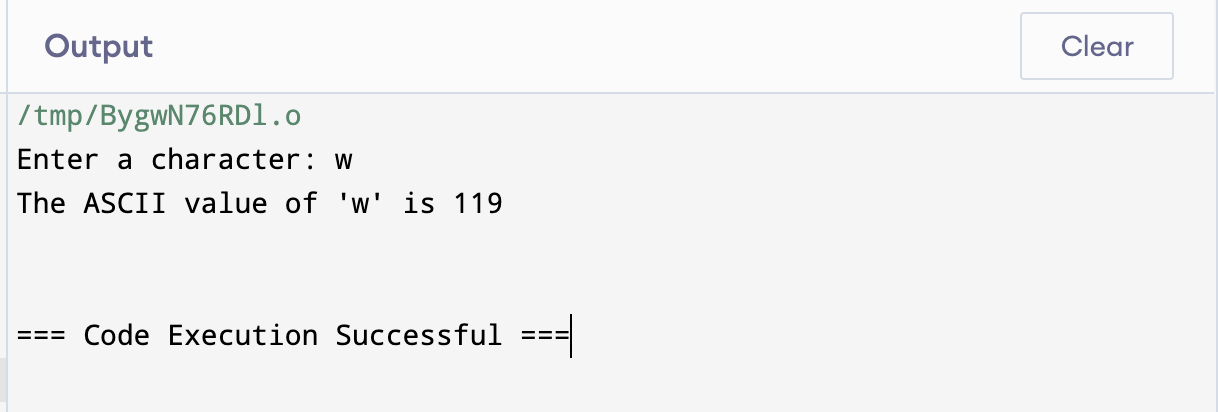 Output
Clear
/tmp/BygwN76RDl.o
Enter a character: w
The ASCII value of 'w' is 119
=== Code Execution Successful ===